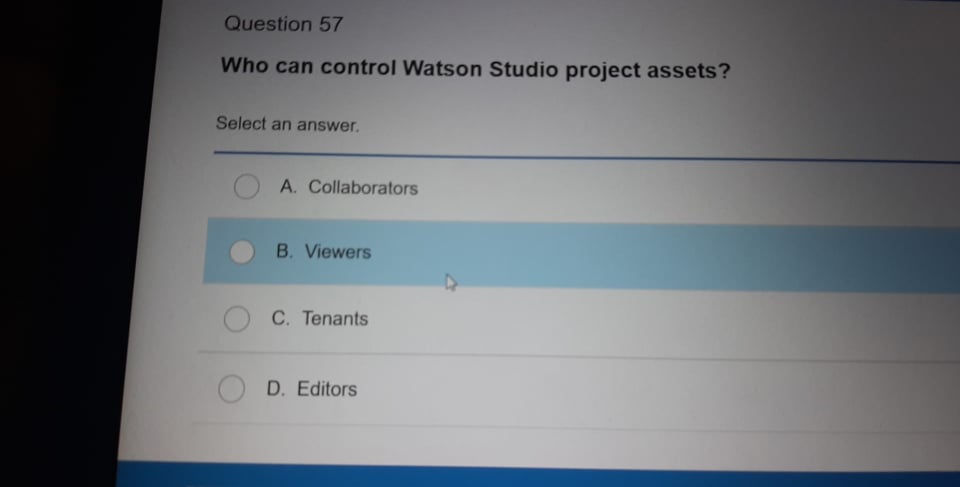 Question 57
Who can control Watson Studio project assets?
Select an answer.
A. Collaborators
B. Viewers
C. Tenants
D. Editors